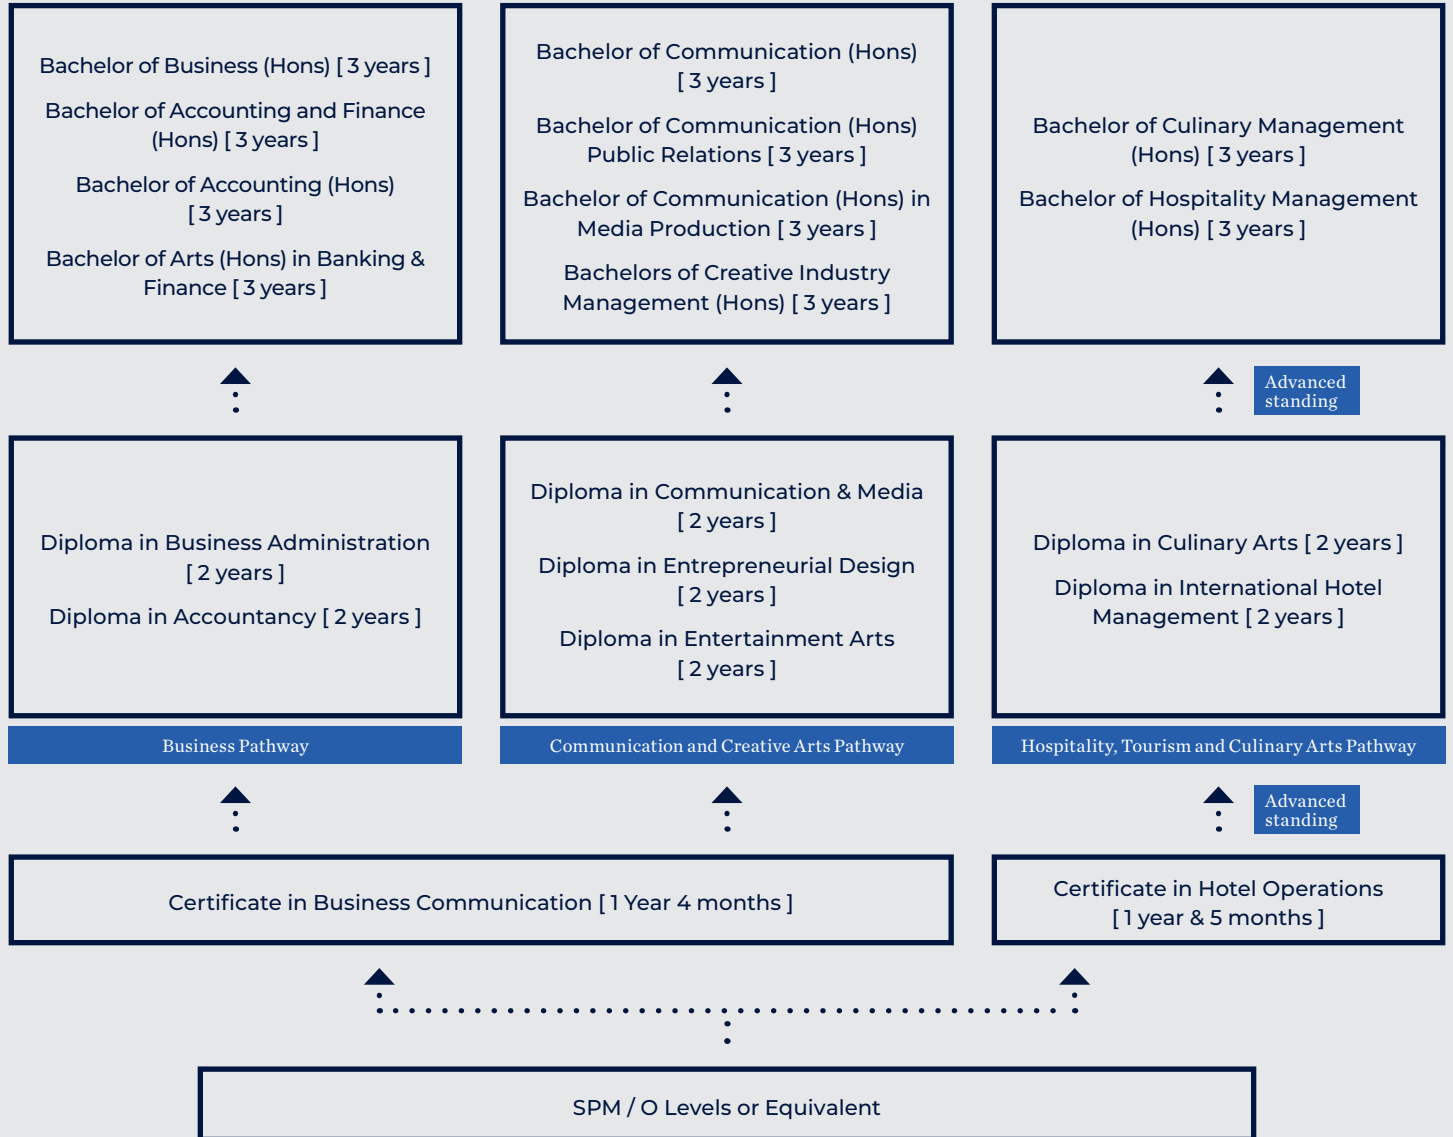 Bachelor of Business (Hons) [ 3 years ]
Bachelor of Accounting and Finance
(Hons) [ 3 years ]
Bachelor of Accounting (Hons)
[ 3 years ]
Bachelor of Arts (Hons) in Banking &
Finance [ 3 years ]
Bachelor of Communication (Hons)
[ 3 years ]
Bachelor of Communication (Hons)
Public Relations [ 3 years ]
Bachelor of Communication (Hons) in
Media Production [ 3 years ]
Bachelors of Creative Industry
Management (Hons) [ 3 years ]
Bachelor of Culinary Management
(Hons) [ 3 years ]
Bachelor of Hospitality Management
(Hons) [ 3 years ]
Advanced
standing
Diploma in Business Administration
[ 2 years ]
Diploma in Accountancy [ 2 years ]
Diploma in Communication & Media
[ 2 years ]
Diploma in Entrepreneurial Design
[ 2 years ]
Diploma in Entertainment Arts
[ 2 years ]
Diploma in Culinary Arts [ 2 years ]
Diploma in International Hotel
Management [ 2 years ]
Business Pathway
Communication and Creative Arts Pathway
Hospitality, Tourism and Culinary Arts Pathway
Advanced
standing
Certificate in Business Communication [ 1 Year 4 months ]
Certificate in Hotel Operations
[ 1 year & 5 months ]
SPM / O Levels or Equivalent